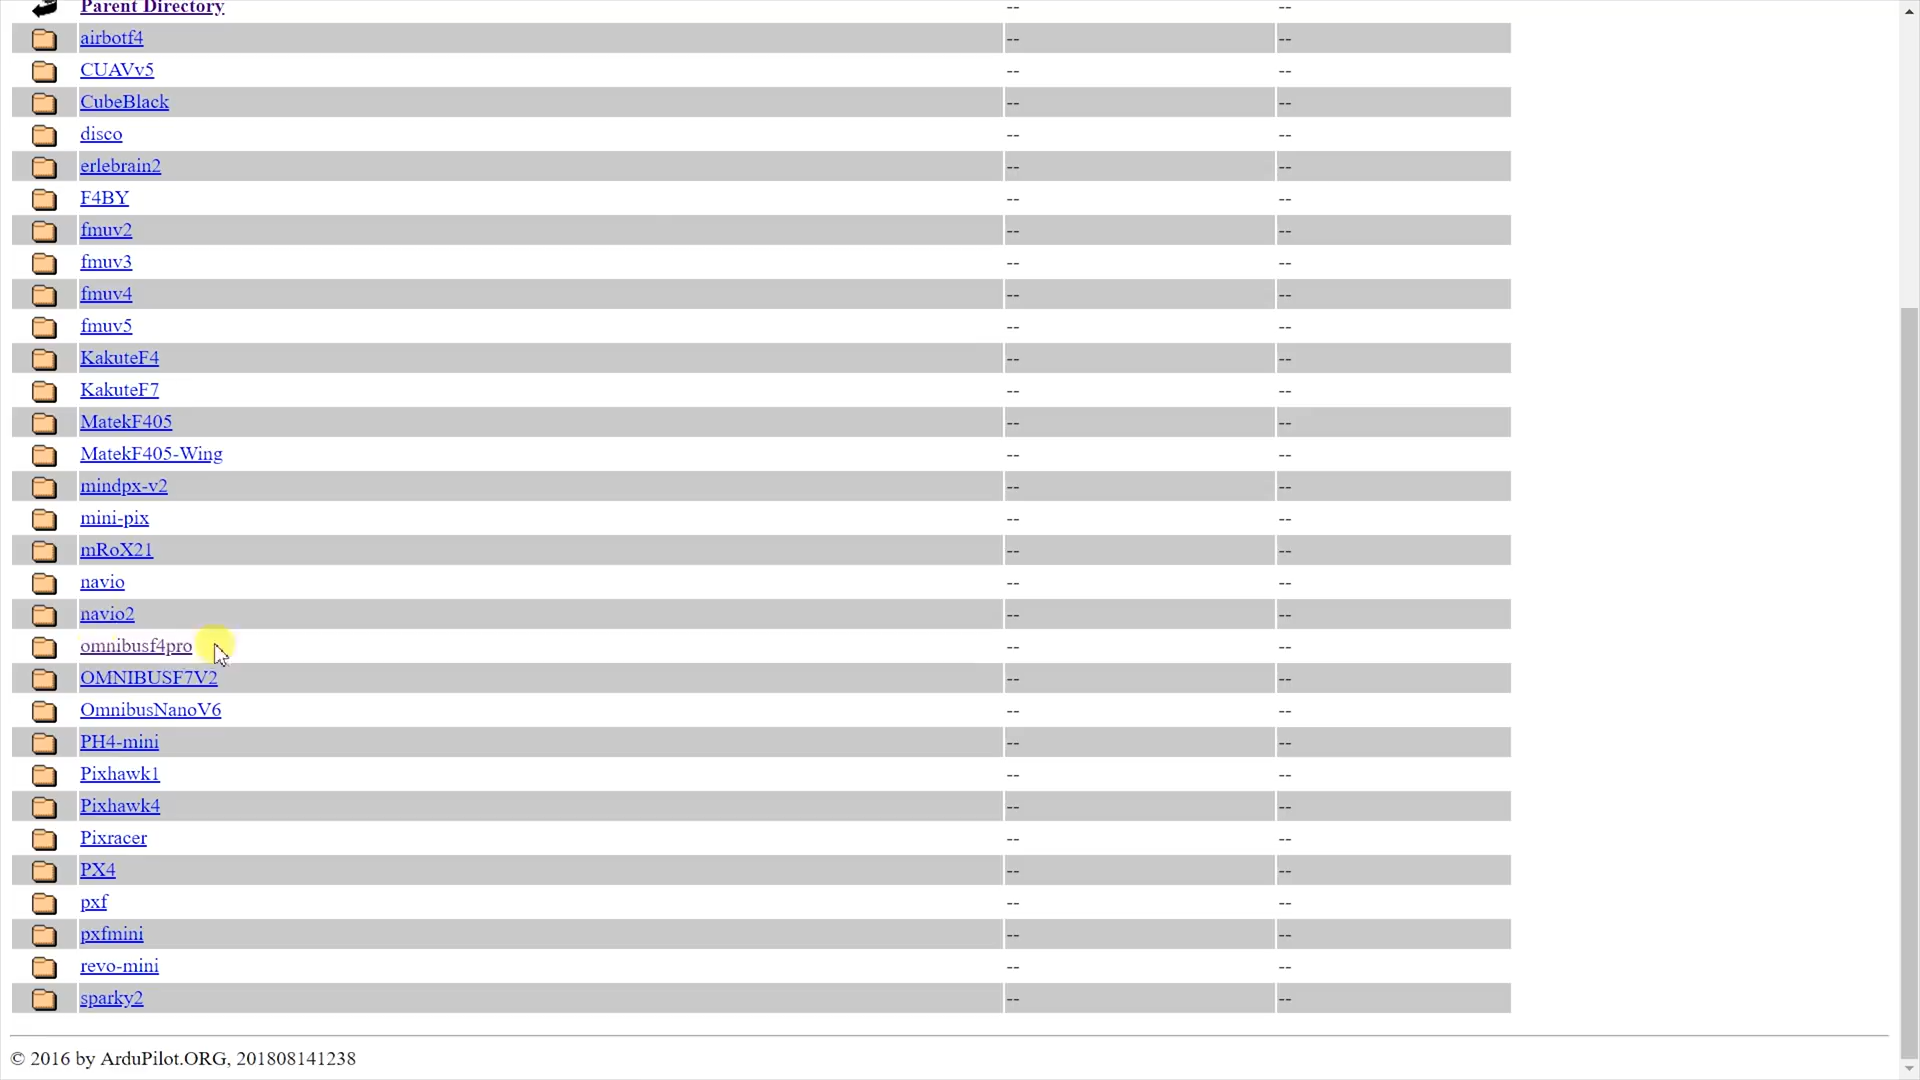 Parent Directory -- --
airbotf4 -- --
CUAVv5 -- --
CubeBlack -- --
disco -- --
erlebrain2 -- --
F4BY -- --
fmuv2 -- --
fmuv3 -- --
fmuv4 -- --
fmuv5 -- --
KakuteF4 -- --
KakuteF7 -- --
MatekF405 -- --
MatekF405-Wing -- --
mindpx-v2 -- --
mini-pix -- --
mRoX21 -- --
navio -- --
navio2 -- --
omnibusf4pro -- --
OMNIBUSF7V2 -- --
OmnibusNanoV6 -- --
PH4-mini -- --
Pixhawk1 -- --
Pixhawk4 -- --
Pixracer -- --
PX4 -- --
pxf -- --
pxfmini -- --
revo-mini -- --
sparky2 -- --
© 2016 by ArduPilot.ORG, 201808141238